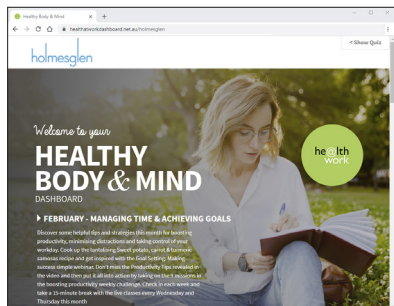 Healthy Body & Mind
healthatworkdashboard.net.au/holmesglen
< Show Quiz
holmesglen
Welcome to your
HEALTHY
BODY & MIND
DASHBOARD
he@lth
work
FEBRUARY - MANAGING TIME & ACHIEVING GOALS
Discover some helpful tips and strategies this month for boosting
productivity, minimising distractions and taking control of your
workday. Cook up the tantalising Sweet potato, carrot & turmeric
samosas recipe and get inspired with the Goal Setting: Making
success simple webinar. Don't miss the Productivity Tips revealed in
the video and then put it all into action by taking on the 5 missions in
the boosting productivity weekly challenge. Check in each week and
take a 15-minute break with the live classes every Wednesday and
Thursday this month